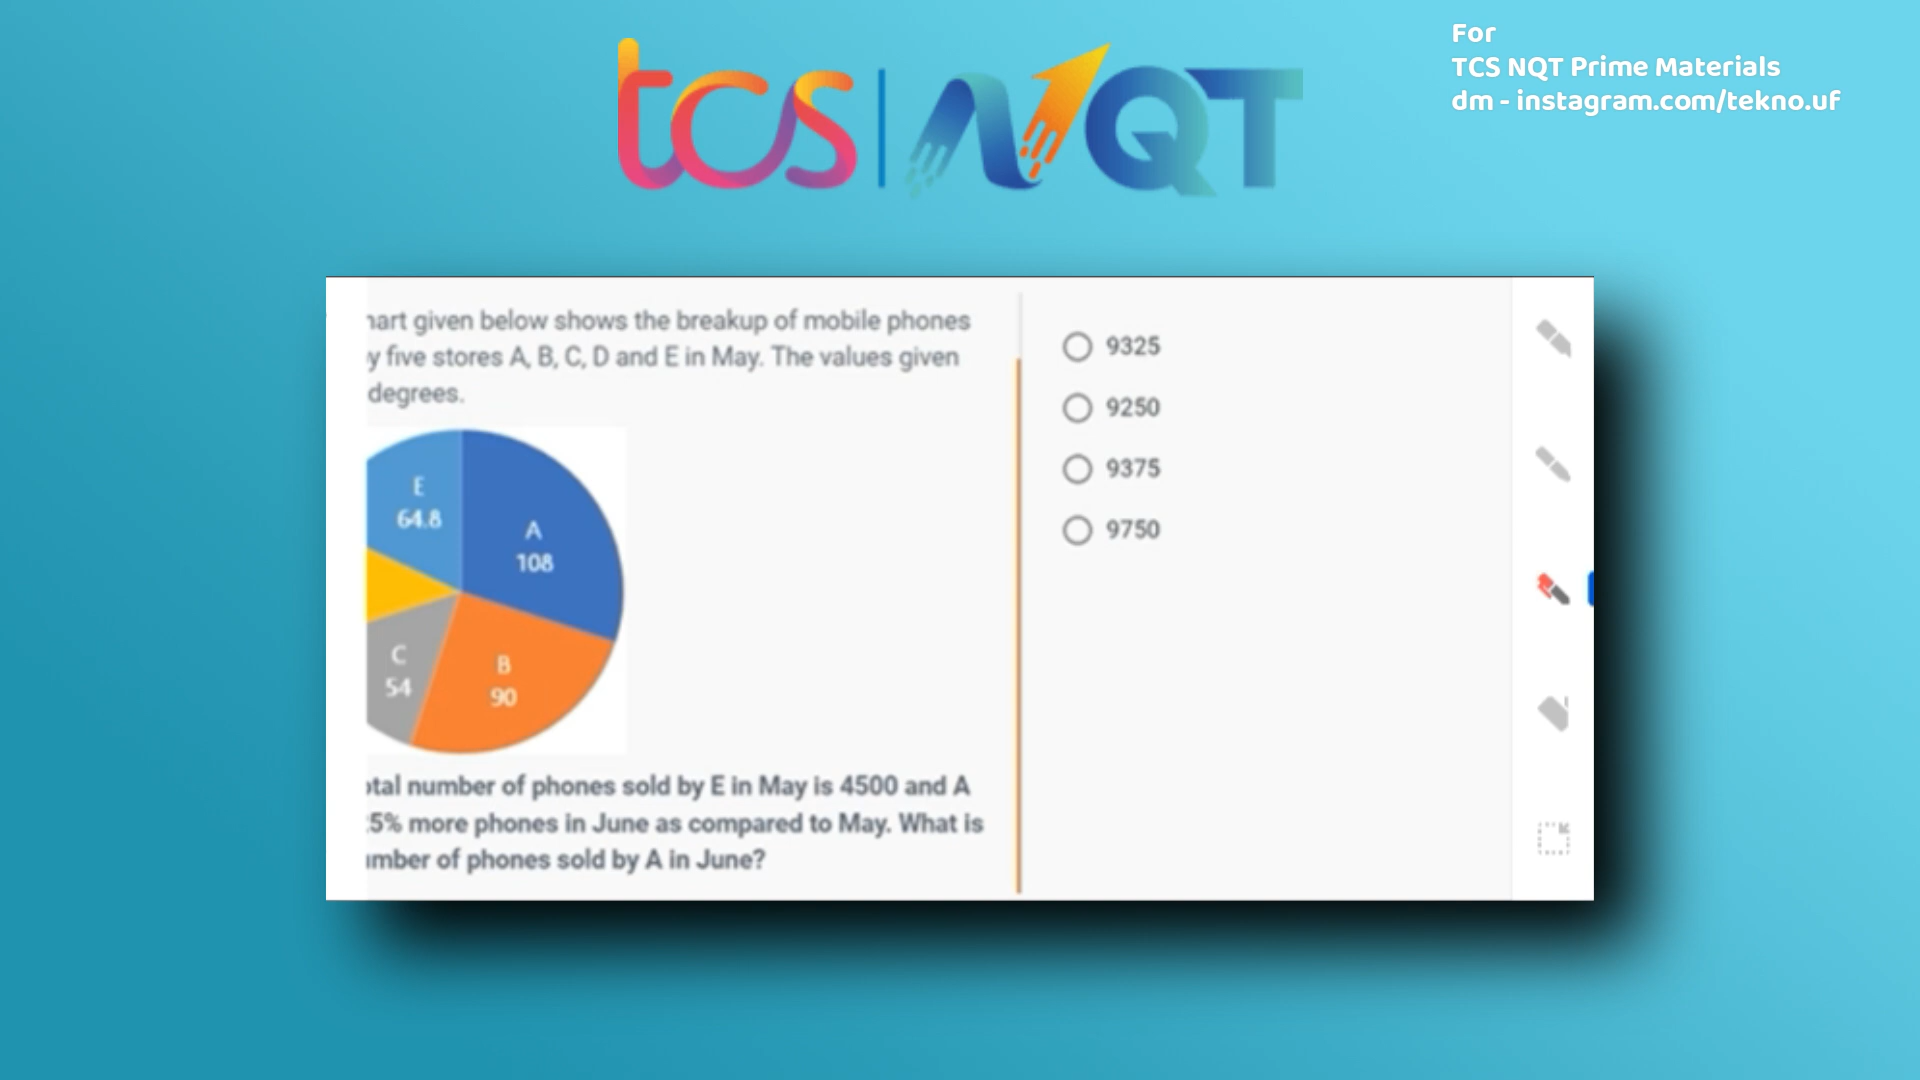 tcs | NQT
For
TCS NQT Prime Materials
dm - instagram.com/tekno.uf
hart given below shows the breakup of mobile phones
y five stores A, B, C, D and E in May. The values given
degrees.
E
64.8
A
108
C
54
B
90
otal number of phones sold by E in May is 4500 and A
5% more phones in June as compared to May. What is
umber of phones sold by A in June?
9325
9250
9375
9750